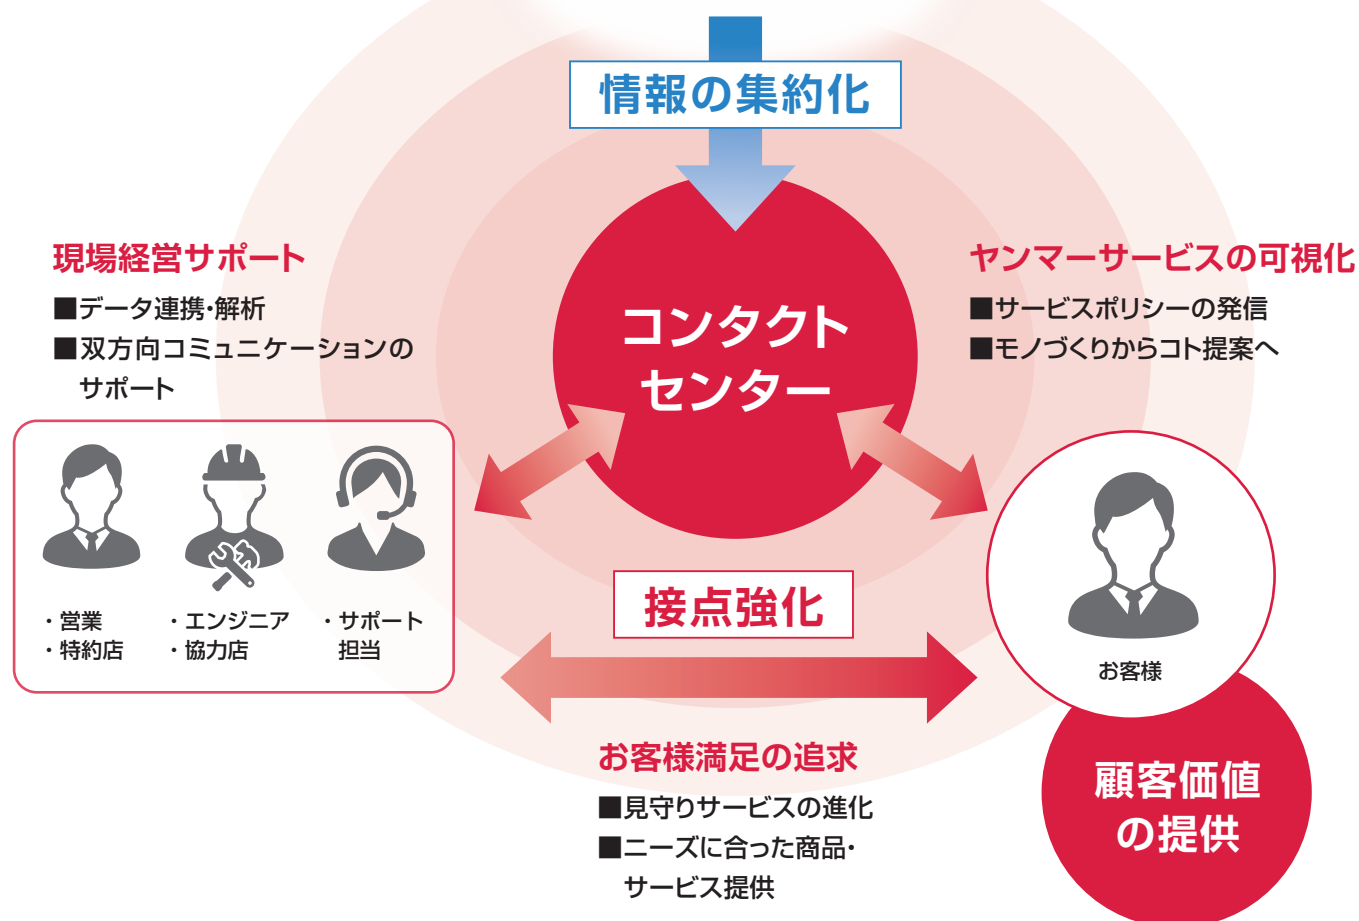 情報の集約化
コンタクト
センター
現場経営サポート
■データ連携・解析
■双方向コミュニケーションの
サポート
ヤンマーサービスの可視化
■サービスポリシーの発信
■モノづくりからコト提案へ
・営業
・特約店
・エンジニア
・協力店
・サポート
担当
接点強化
お客様
お客様満足の追求
■見守りサービスの進化
■ニーズに合った商品・
サービス提供
顧客価値
の提供